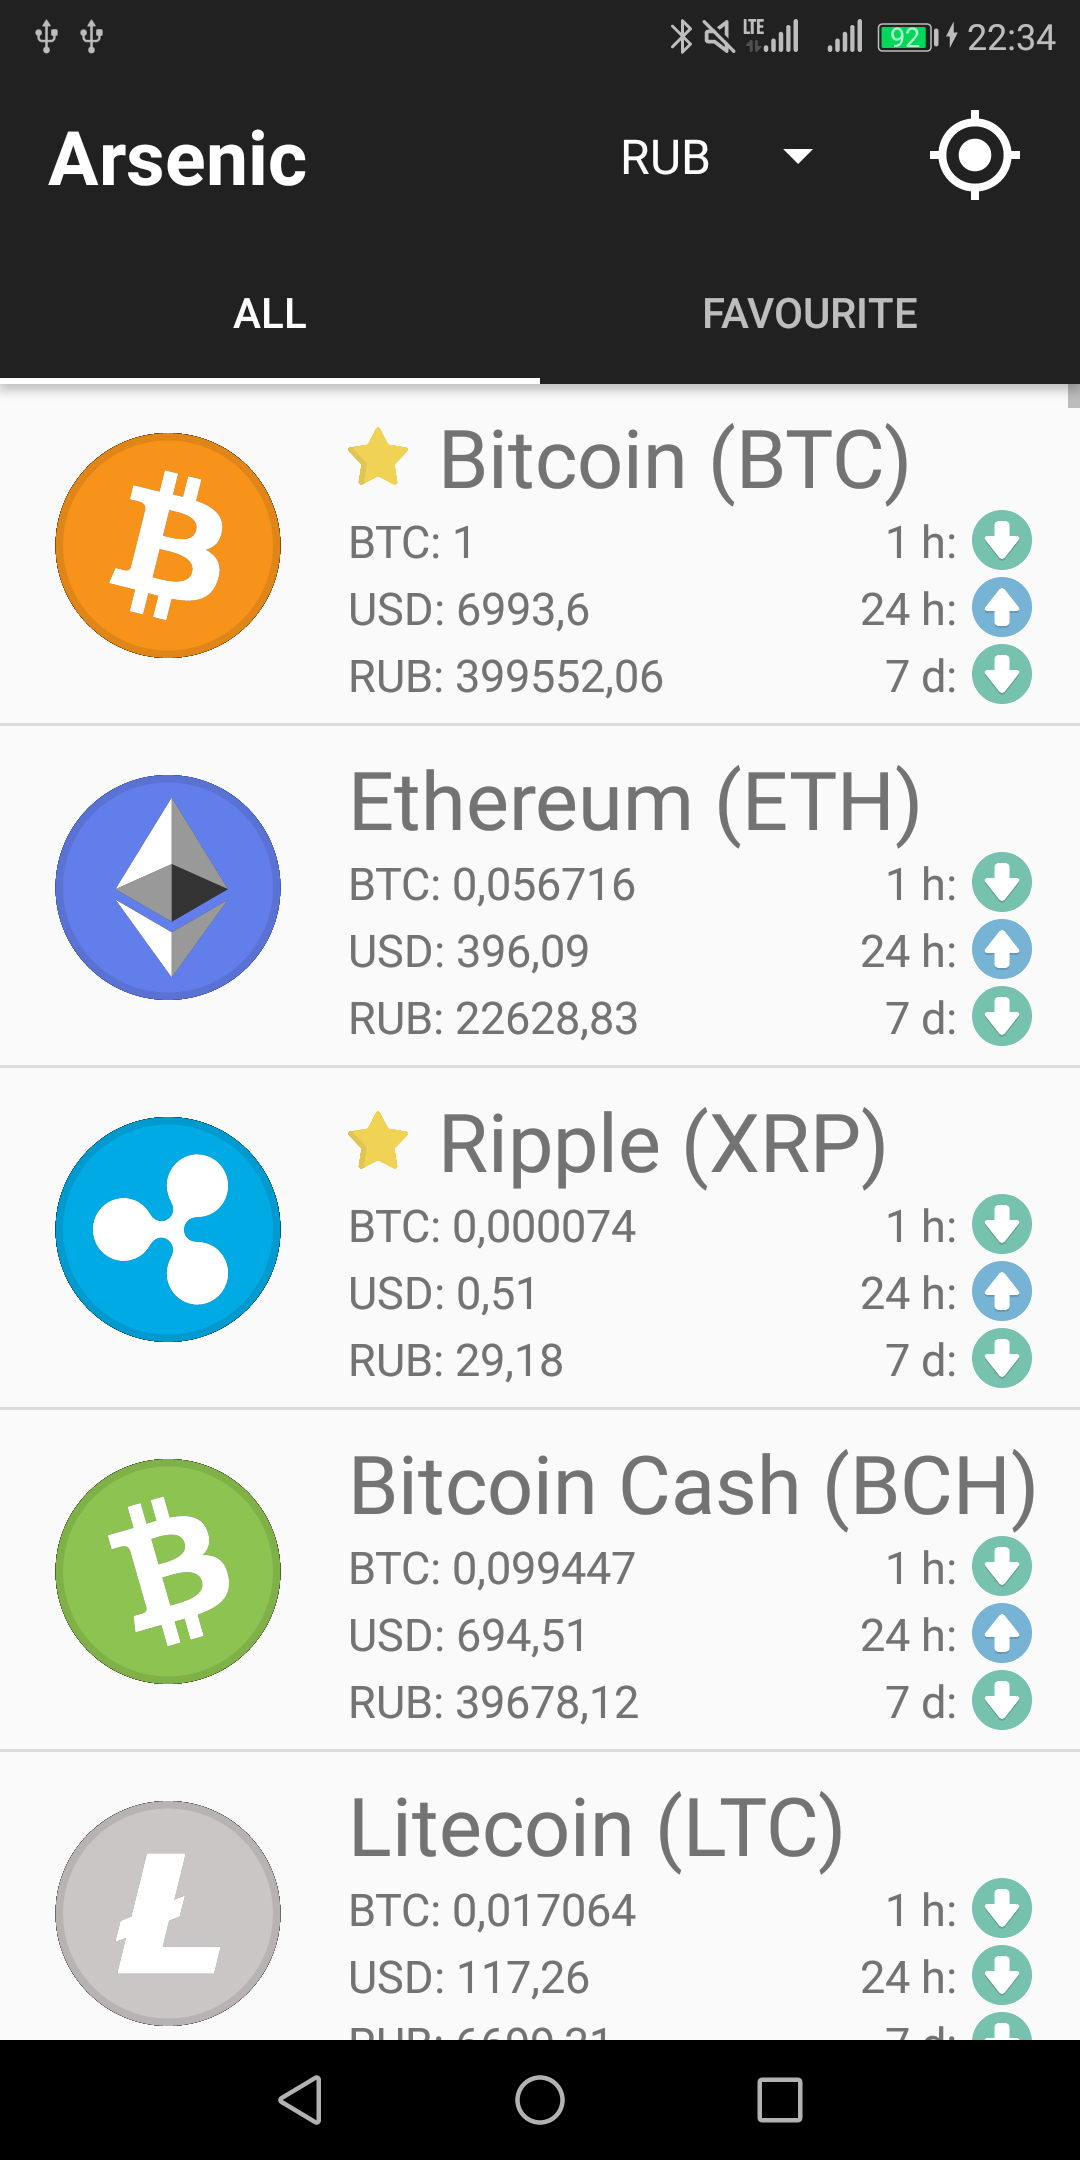 LTE 92 22:34
Arsenic RUB
ALL FAVOURITE
Bitcoin (BTC)
BTC: 1 1 h:
USD: 6993,6 24 h:
RUB: 399552,06 7 d:
Ethereum (ETH)
BTC: 0,056716 1 h:
USD: 396,09 24 h:
RUB: 22628,83 7 d:
Ripple (XRP)
BTC: 0,000074 1 h:
USD: 0,51 24 h:
RUB: 29,18 7 d:
Bitcoin Cash (BCH)
BTC: 0,099447 1 h:
USD: 694,51 24 h:
RUB: 39678,12 7 d:
Litecoin (LTC)
BTC: 0,017064 1 h:
USD: 117,26 24 h:
RUB: 7 d: